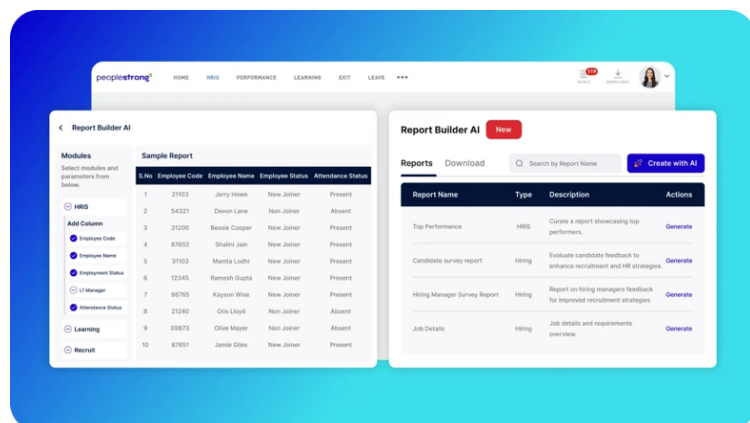 peoplestrong
HOME HRIS PERFORMANCE LEARNING EXIT LEAVE •••
119
Report Builder AI
Modules
Select modules and
parameters from
below.
HRIS
Add Column
Employee Code
Employee Name
Employment Status
L1 Manager
Attendance Status
Learning
Recruit
Sample Report
S.No Employee Code Employee Name Employee Status Attendance Status
1 21103 Jerry Howe New Joiner Present
2 54321 Devon Lane Non Joiner Absent
3 31200 Bessie Cooper New Joiner Present
4 87652 Shalini Jain New Joiner Present
5 31103 Mamta Lodhi New Joiner Present
6 12345 Ramesh Gupta New Joiner Present
7 98765 Kayson Wise New Joiner Present
8 21240 Otis Lloyd Non Joiner Absent
9 09873 Olive Mayer Non Joiner Absent
10 87651 Jamie Giles New Joiner Present
Report Builder AI New
Reports Download Search by Report Name Create with AI
Report Name Type Description Actions
Top Performance HRIS Curate a report showcasing top
performers. Generate
Candidate survey report Hiring Evaluate candidate feedback to
enhance recruitment and HR strategies. Generate
Hiring Manager Survey Report Hiring Report on hiring managers feedback
for improved recruitment strategies Generate
Job Details Hiring Job details and requirements
overview. Generate